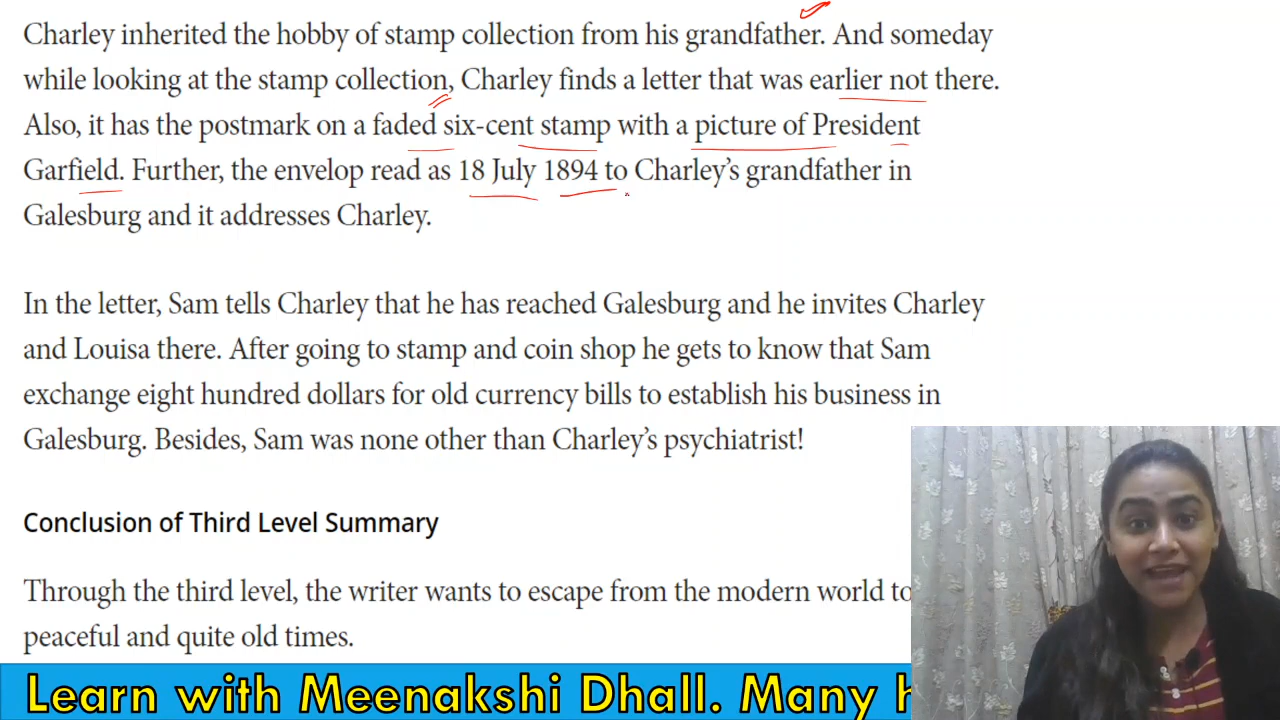 Charley inherited the hobby of stamp collection from his grandfather. And someday
while looking at the stamp collection, Charley finds a letter that was earlier not there.
Also, it has the postmark on a faded six-cent stamp with a picture of President
Garfield. Further, the envelop read as 18 July 1894 to Charley’s grandfather in
Galesburg and it addresses Charley.
In the letter, Sam tells Charley that he has reached Galesburg and he invites Charley
and Louisa there. After going to stamp and coin shop he gets to know that Sam
exchange eight hundred dollars for old currency bills to establish his business in
Galesburg. Besides, Sam was none other than Charley’s psychiatrist!
Conclusion of Third Level Summary
Through the third level, the writer wants to escape from the modern world to
peaceful and quite old times.
Learn with Meenakshi Dhall. Many h